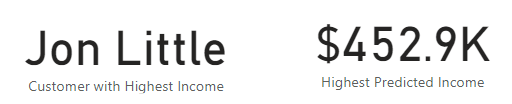 Jon Little
Customer with Highest Income
$452.9K
Highest Predicted Income